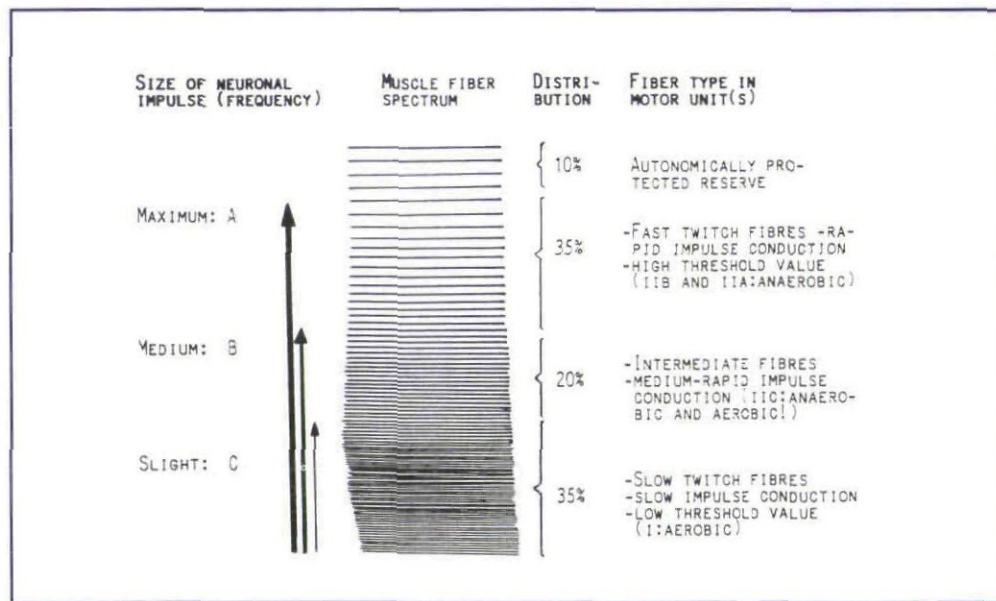 SIZE OF NEURONAL
IMPULSE (FREQUENCY)
MUSCLE FIBER
SPECTRUM
DISTRI-
BUTION
FIBER TYPE IN
MOTOR UNIT(S)
10%
AUTONOMICALLY PRO-
TECTED RESERVE
MAXIMUM: A
35%
-FAST TWITCH FIBRES -RA-
PID IMPULSE CONDUCTION
-HIGH THRESHOLD VALUE
(IIB AND IIA:ANAEROBIC)
MEDIUM: B
20%
-INTERMEDIATE FIBRES
-MEDIUM-RAPID IMPULSE
CONDUCTION (IIC:ANAERO-
BIC AND AEROBIC!)
SLIGHT: C
35%
-SLOW TWITCH FIBRES
-SLOW IMPULSE CONDUCTION
-LOW THRESHOLD VALUE
(I:AEROBIC)